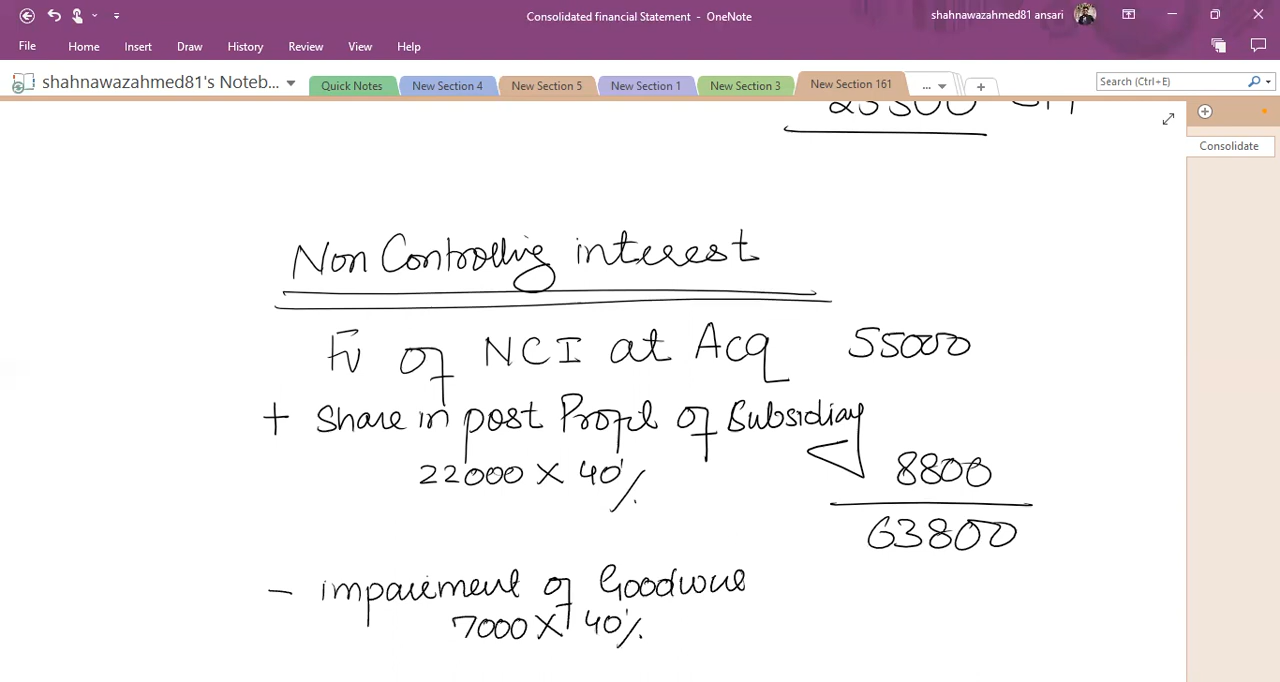 Consolidated financial Statement - OneNote
shahnawazahmed81 ansari
File Home Insert Draw History Review View Help
shahnawazahmed81's Noteb... Quick Notes New Section 4 New Section 5 New Section 1 New Section 3 New Section 161 ... + Search (Ctrl+E)
Consolidate
Non Controlling interest
FV of NCI at Acq 55000
+ Share in post Profit of Subsidiary
22000 X 40% 8800
63800
- impairement of Goodwill
7000 X 40%